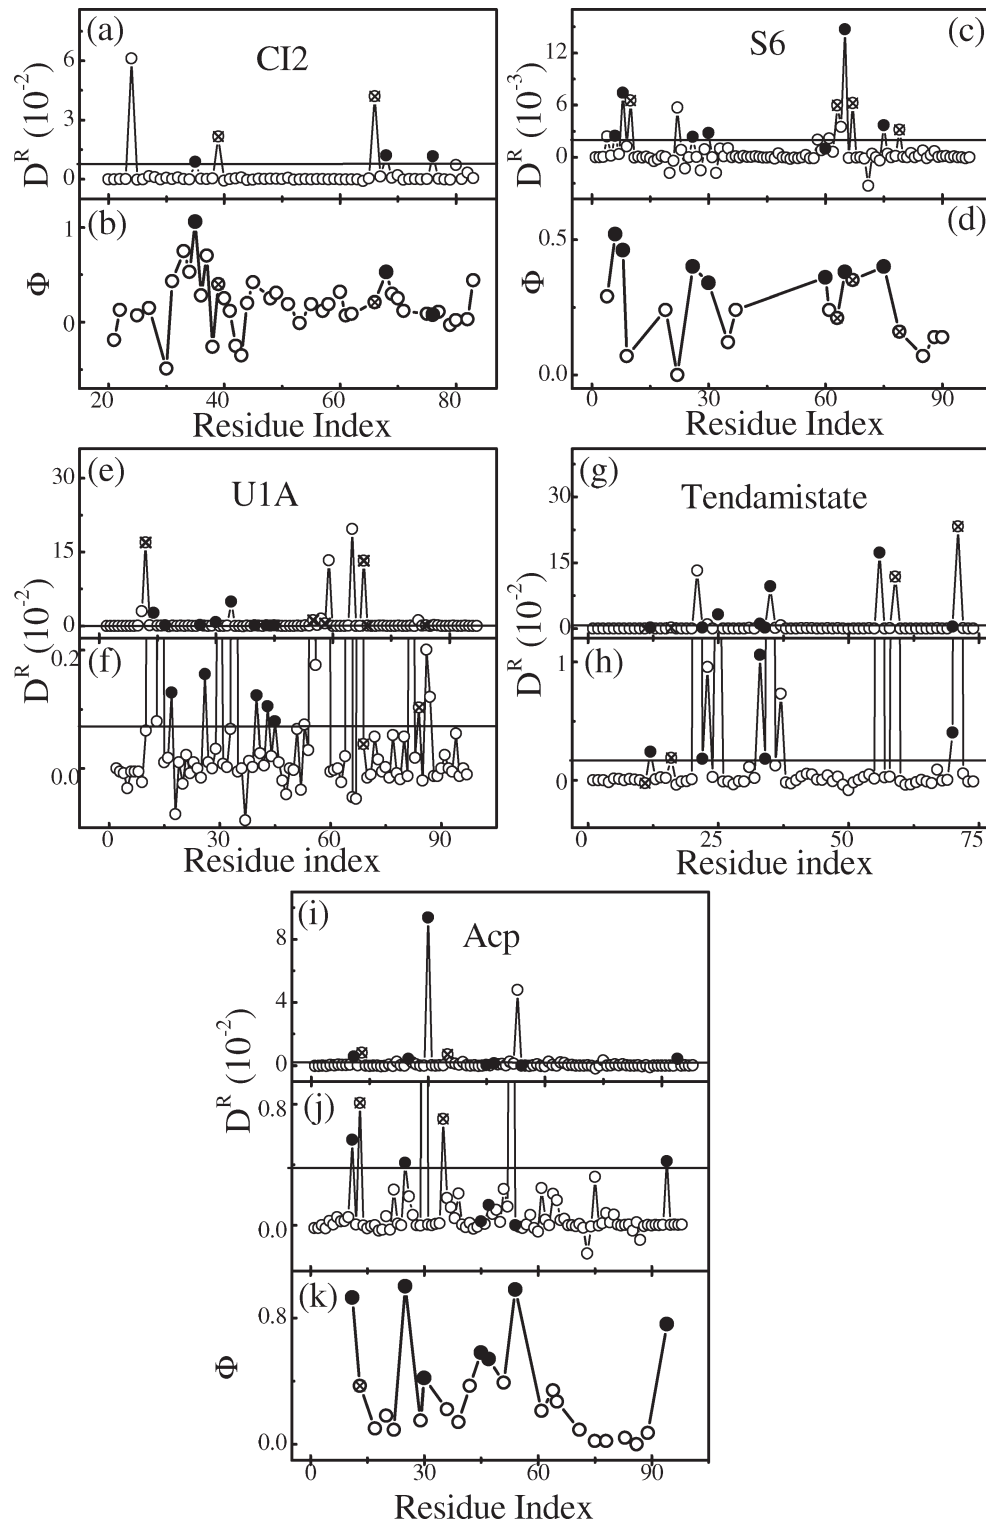 (a)
CI2
6
3
0
D^R (10^-2)
(b)
1
0
Φ
20
40
60
80
Residue Index
(c)
S6
12
6
0
D^R (10^-3)
(d)
0.5
0.0
Φ
0
30
60
90
Residue Index
(e)
U1A
30
15
0
D^R (10^-2)
(f)
0.2
0.0
0
30
60
90
Residue index
(g)
Tendamistate
30
15
0
D^R (10^-2)
(h)
1
0
0
25
50
75
Residue index
(i)
Acp
8
4
0
D^R (10^-2)
(j)
0.8
0.0
(k)
0.8
0.0
Φ
0
30
60
90
Residue Index